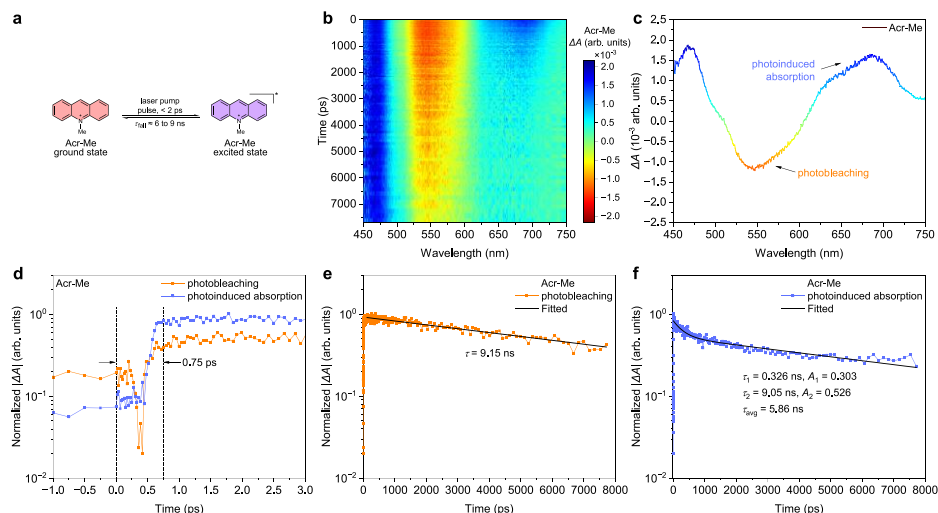 a
laser pump
pulse, < 2 ps
τfall ≈ 6 to 9 ns
N
+
Me
Acr-Me
ground state
*
N
+
Me
Acr-Me
excited state
b
Acr-Me
ΔA (arb. units)
×10⁻³
Time (ps)
0
1000
2000
3000
4000
5000
6000
7000
450 500 550 600 650 700 750
Wavelength (nm)
2.0
1.5
1.0
0.5
0.0
−0.5
−1.0
−1.5
−2.0
c
Acr-Me
photoinduced
absorption
photobleaching
ΔA (10⁻³ arb, units)
2.5
2.0
1.5
1.0
0.5
0.0
−0.5
−1.0
−1.5
−2.0
−2.5
450 500 550 600 650 700 750
Wavelength (nm)
d
Acr-Me
photobleaching
photoinduced absorption
0.75 ps
Normalized |ΔA| (arb. units)
10⁰
10⁻¹
10⁻²
−1.0 −0.5 0.0 0.5 1.0 1.5 2.0 2.5 3.0
Time (ps)
e
Acr-Me
photobleaching
Fitted
τ = 9.15 ns
Normalized |ΔA| (arb. units)
10⁰
10⁻¹
10⁻²
0 1000 2000 3000 4000 5000 6000 7000 8000
Time (ps)
f
Acr-Me
photoinduced absorption
Fitted
τ₁ = 0.326 ns, A₁ = 0.303
τ₂ = 9.05 ns, A₂ = 0.526
τavg = 5.86 ns
Normalized |ΔA| (arb. units)
10⁰
10⁻¹
10⁻²
0 1000 2000 3000 4000 5000 6000 7000 8000
Time (ps)